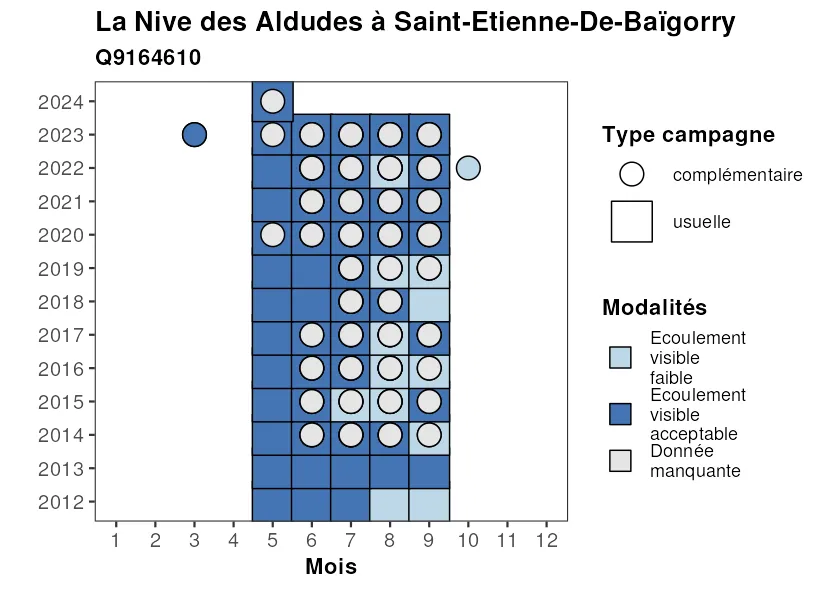 La Nive des Aldudes à Saint-Etienne-De-Baïgorry
Q9164610
2024
2023
2022
2021
2020
2019
2018
2017
2016
2015
2014
2013
2012
1 2 3 4 5 6 7 8 9 10 11 12
Mois
Type campagne
complémentaire
usuelle
Modalités
Ecoulement
visible
faible
Ecoulement
visible
acceptable
Donnée
manquante